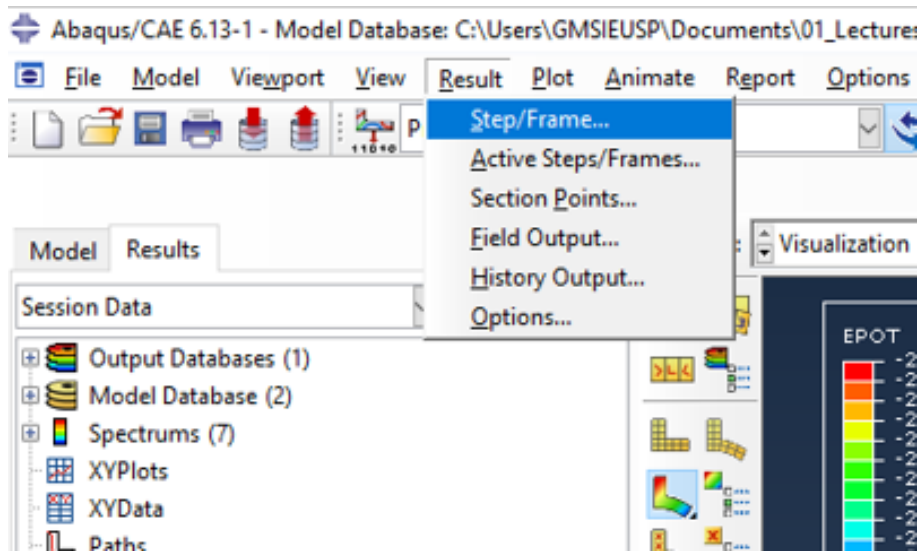 Abaqus/CAE 6.13-1 - Model Database: C:\Users\GMSIEUSP\Documents\01_Lectures
File Model Viewport View Result Plot Animate Report Options
11010
P
Step/Frame...
Active Steps/Frames...
Section Points...
Field Output...
History Output...
Options...
Model Results
Visualization
Session Data
EPOT
Output Databases (1)
Model Database (2)
Spectrums (7)
XYPlots
XYData
Paths